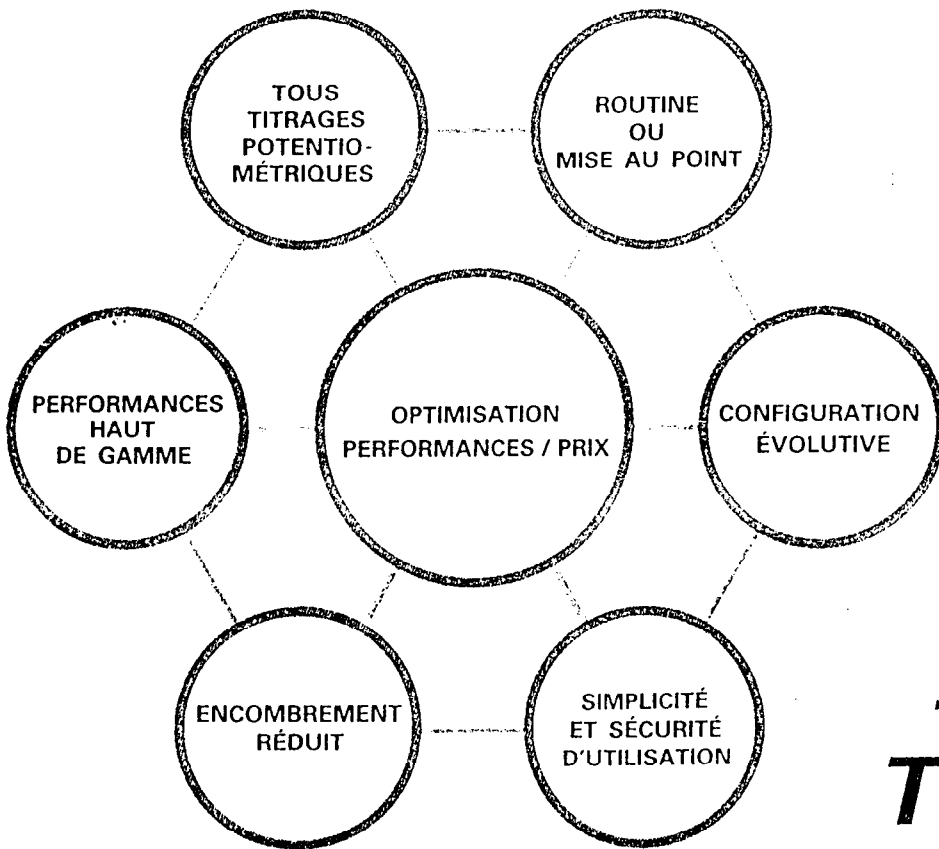 TOUS
TITRAGES
POTENTIO-
MÉTRIQUES
ROUTINE
OU
MISE AU POINT
PERFORMANCES
HAUT
DE GAMME
OPTIMISATION
PERFORMANCES / PRIX
CONFIGURATION
ÉVOLUTIVE
ENCOMBREMENT
RÉDUIT
SIMPLICITÉ
ET SÉCURITÉ
D'UTILISATION
T